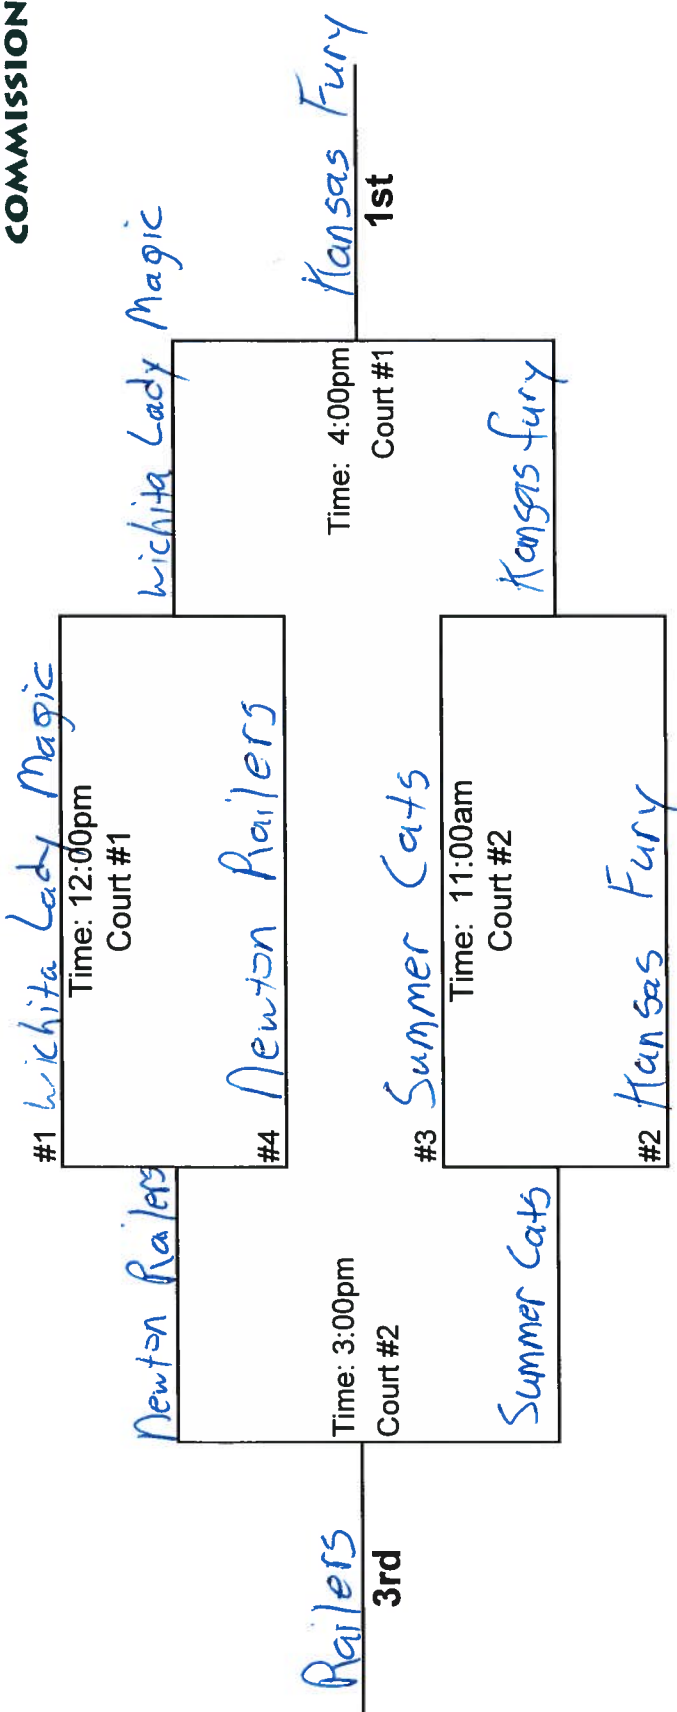 COMMISSION
#1 Wichita Lady Magic
Time: 12:00pm
Court #1
#4 Newton Railers
Wichita Lady Magic
Newton Railers
#3 Summer Cats
Time: 11:00am
Court #2
#2 Kansas Fury
Kansas fury
Summer Cats
Time: 4:00pm
Court #1
Kansas Fury
1st
Time: 3:00pm
Court #2
Railers
3rd